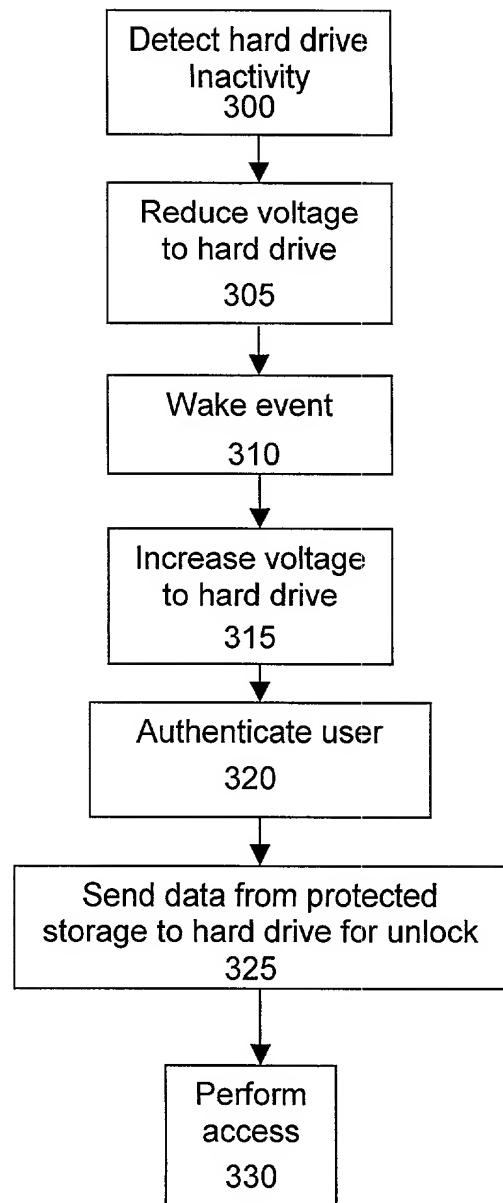 Detect hard drive
Inactivity
300
Reduce voltage
to hard drive
305
Wake event
310
Increase voltage
to hard drive
315
Authenticate user
320
Send data from protected
storage to hard drive for unlock
325
Perform
access
330